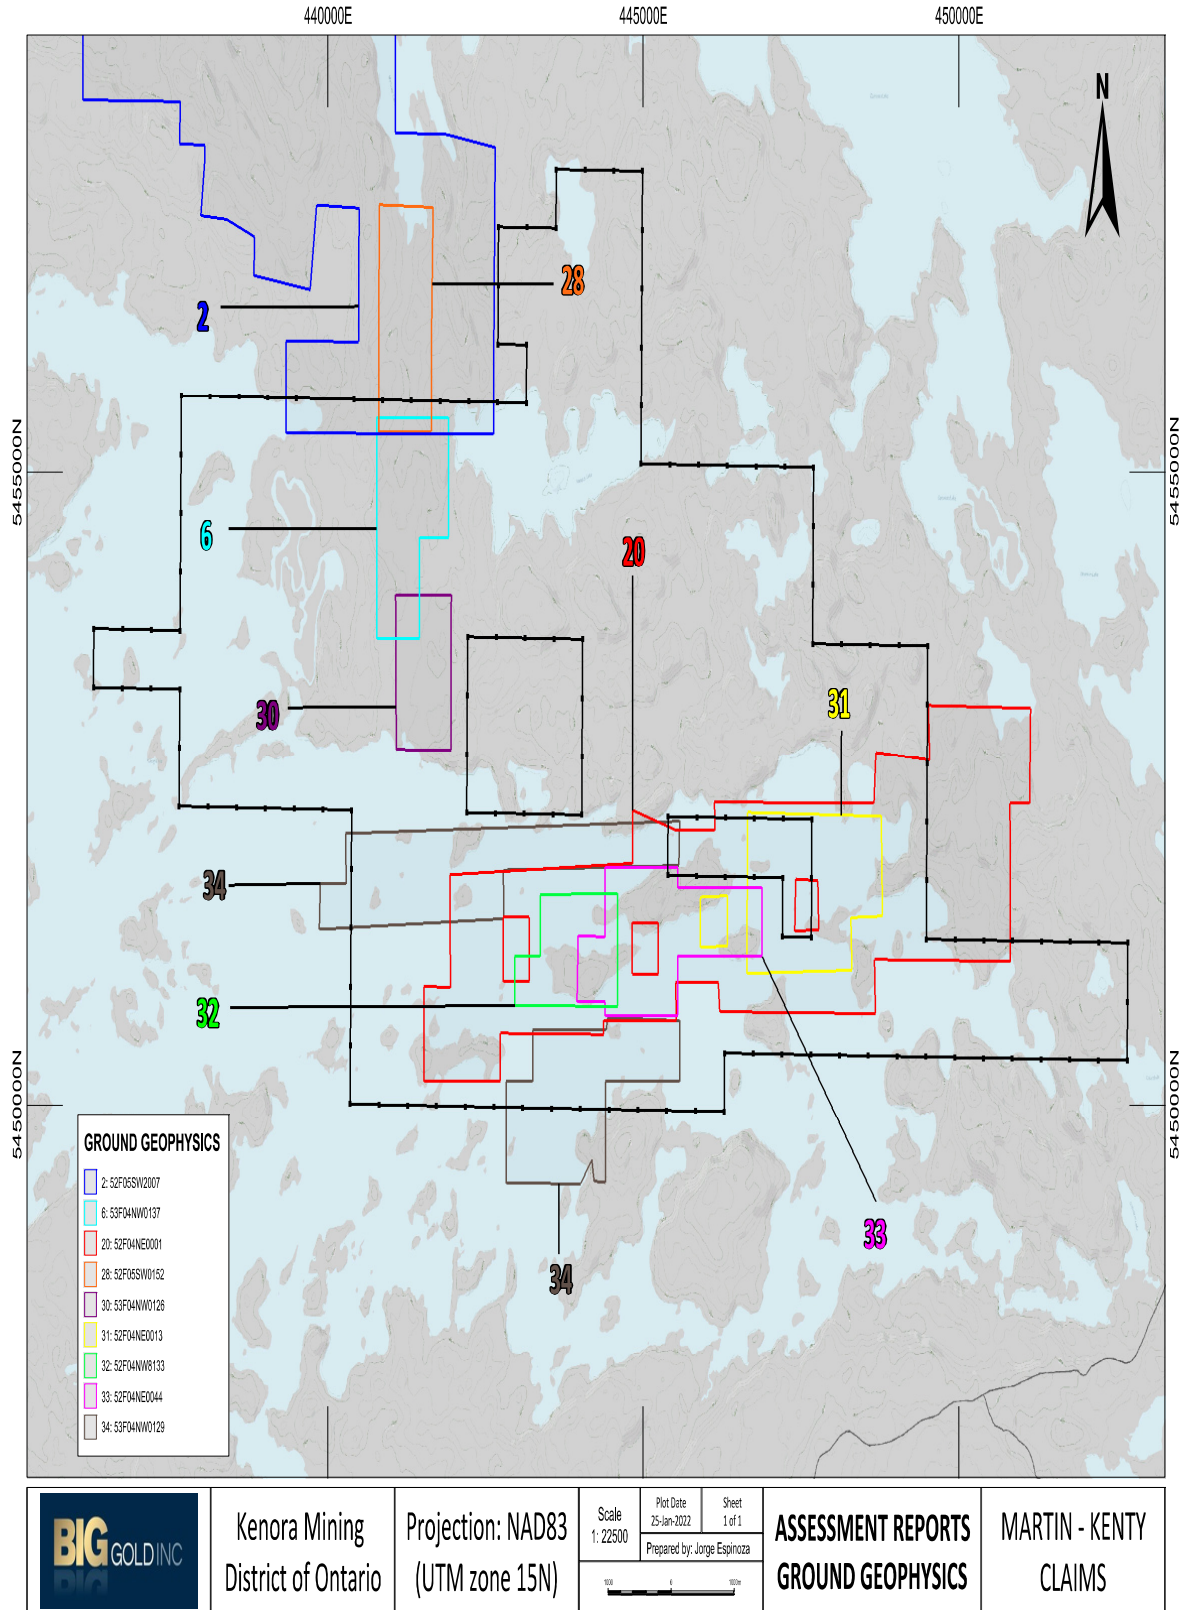 440000E
445000E
450000E
N
28
2
5455000N
5455000N
6
20
31
30
34
32
5450000N
5450000N
33
34
GROUND GEOPHYSICS
2: 52F05SW2007
6: 53F04NW0137
20: 52F04NE0001
28: 52F05SW0152
30: 53F04NW0126
31: 52F04NE0013
32: 52F04NW8133
33: 52F04NE0044
34: 53F04NW0129
BIG GOLD INC
Kenora Mining
District of Ontario
Projection: NAD83
(UTM zone 15N)
Scale
1: 22500
Plot Date
25-Jan-2022
Sheet
1 of 1
Prepared by: Jorge Espinoza
1000 0 1000m
ASSESSMENT REPORTS
GROUND GEOPHYSICS
MARTIN - KENTY
CLAIMS